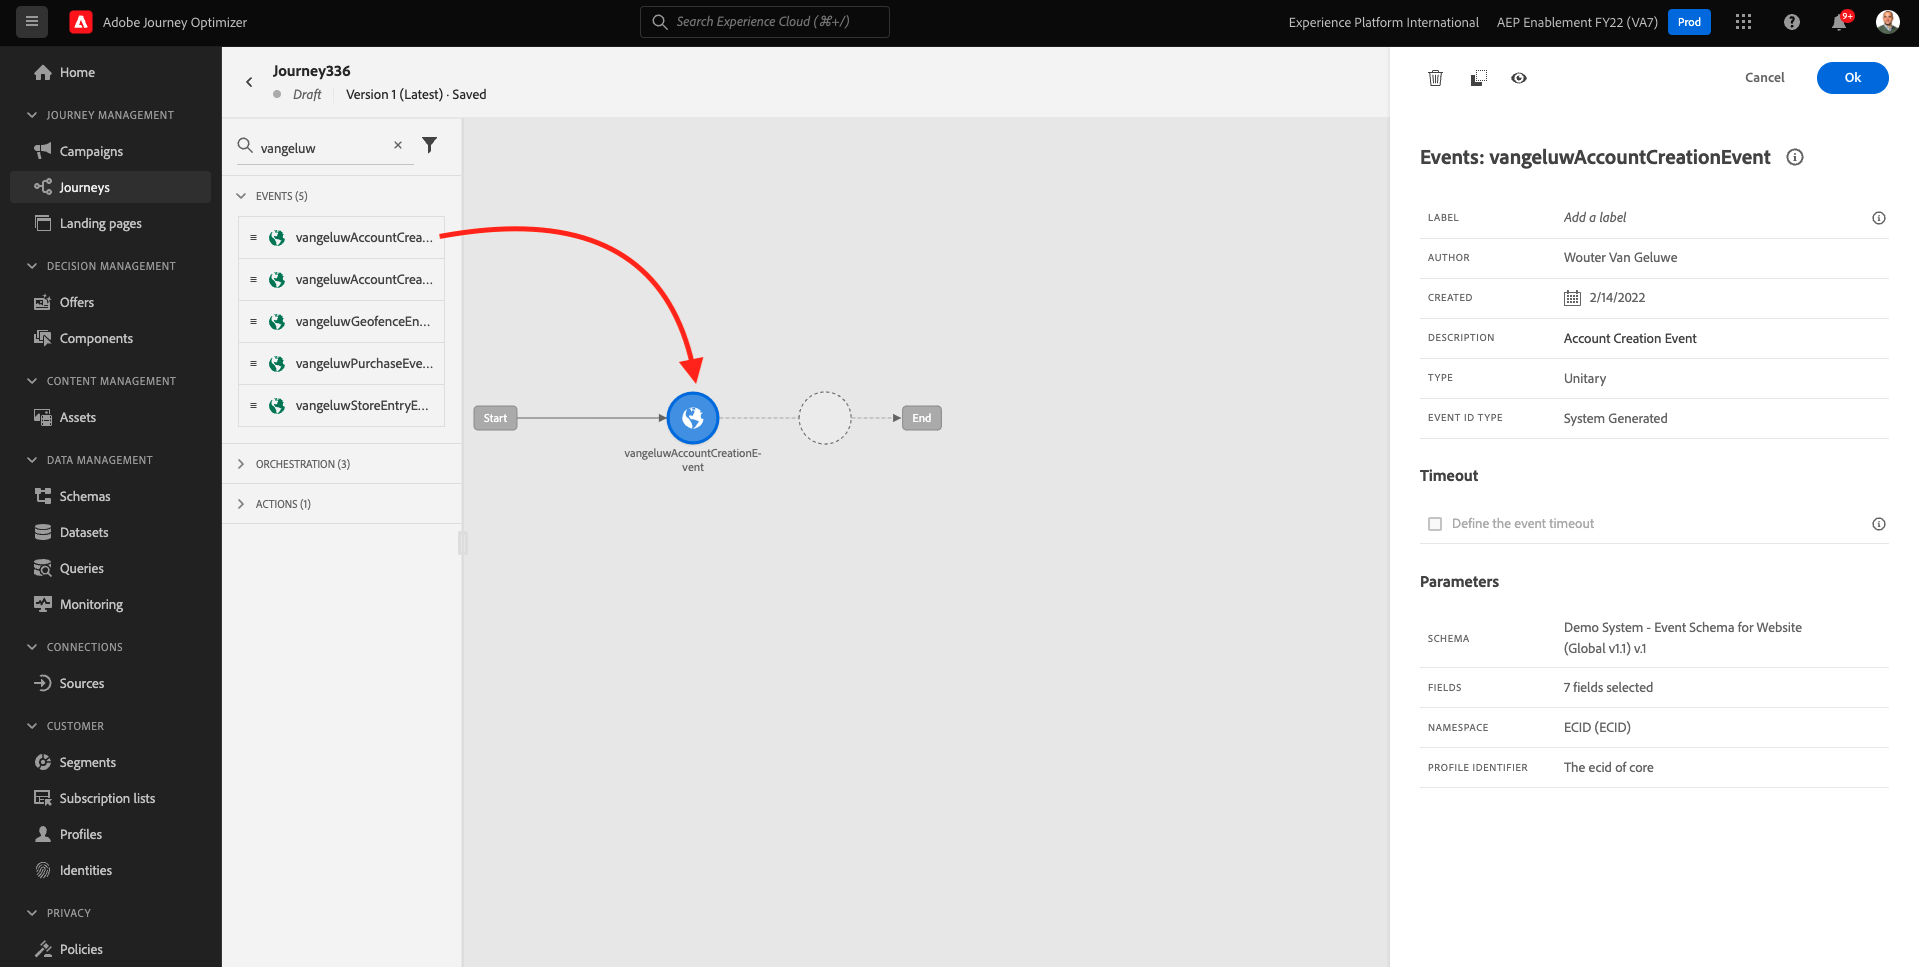 Adobe Journey Optimizer
Search Experience Cloud (⌘+/)
Experience Platform International
AEP Enablement FY22 (VA7)
Prod
9+
Home
JOURNEY MANAGEMENT
Campaigns
Journeys
Landing pages
DECISION MANAGEMENT
Offers
Components
CONTENT MANAGEMENT
Assets
DATA MANAGEMENT
Schemas
Datasets
Queries
Monitoring
CONNECTIONS
Sources
CUSTOMER
Segments
Subscription lists
Profiles
Identities
PRIVACY
Policies
Journey336
Draft
Version 1 (Latest) · Saved
vangeluw
EVENTS (5)
vangeluwAccountCrea...
vangeluwAccountCrea...
vangeluwGeofenceEn...
vangeluwPurchaseEve...
vangeluwStoreEntryE...
ORCHESTRATION (3)
ACTIONS (1)
Start
vangeluwAccountCreationE-
vent
End
Cancel
Ok
Events: vangeluwAccountCreationEvent
LABEL
Add a label
AUTHOR
Wouter Van Geluwe
CREATED
2/14/2022
DESCRIPTION
Account Creation Event
TYPE
Unitary
EVENT ID TYPE
System Generated
Timeout
Define the event timeout
Parameters
SCHEMA
Demo System - Event Schema for Website
(Global v1.1) v.1
FIELDS
7 fields selected
NAMESPACE
ECID (ECID)
PROFILE IDENTIFIER
The ecid of core